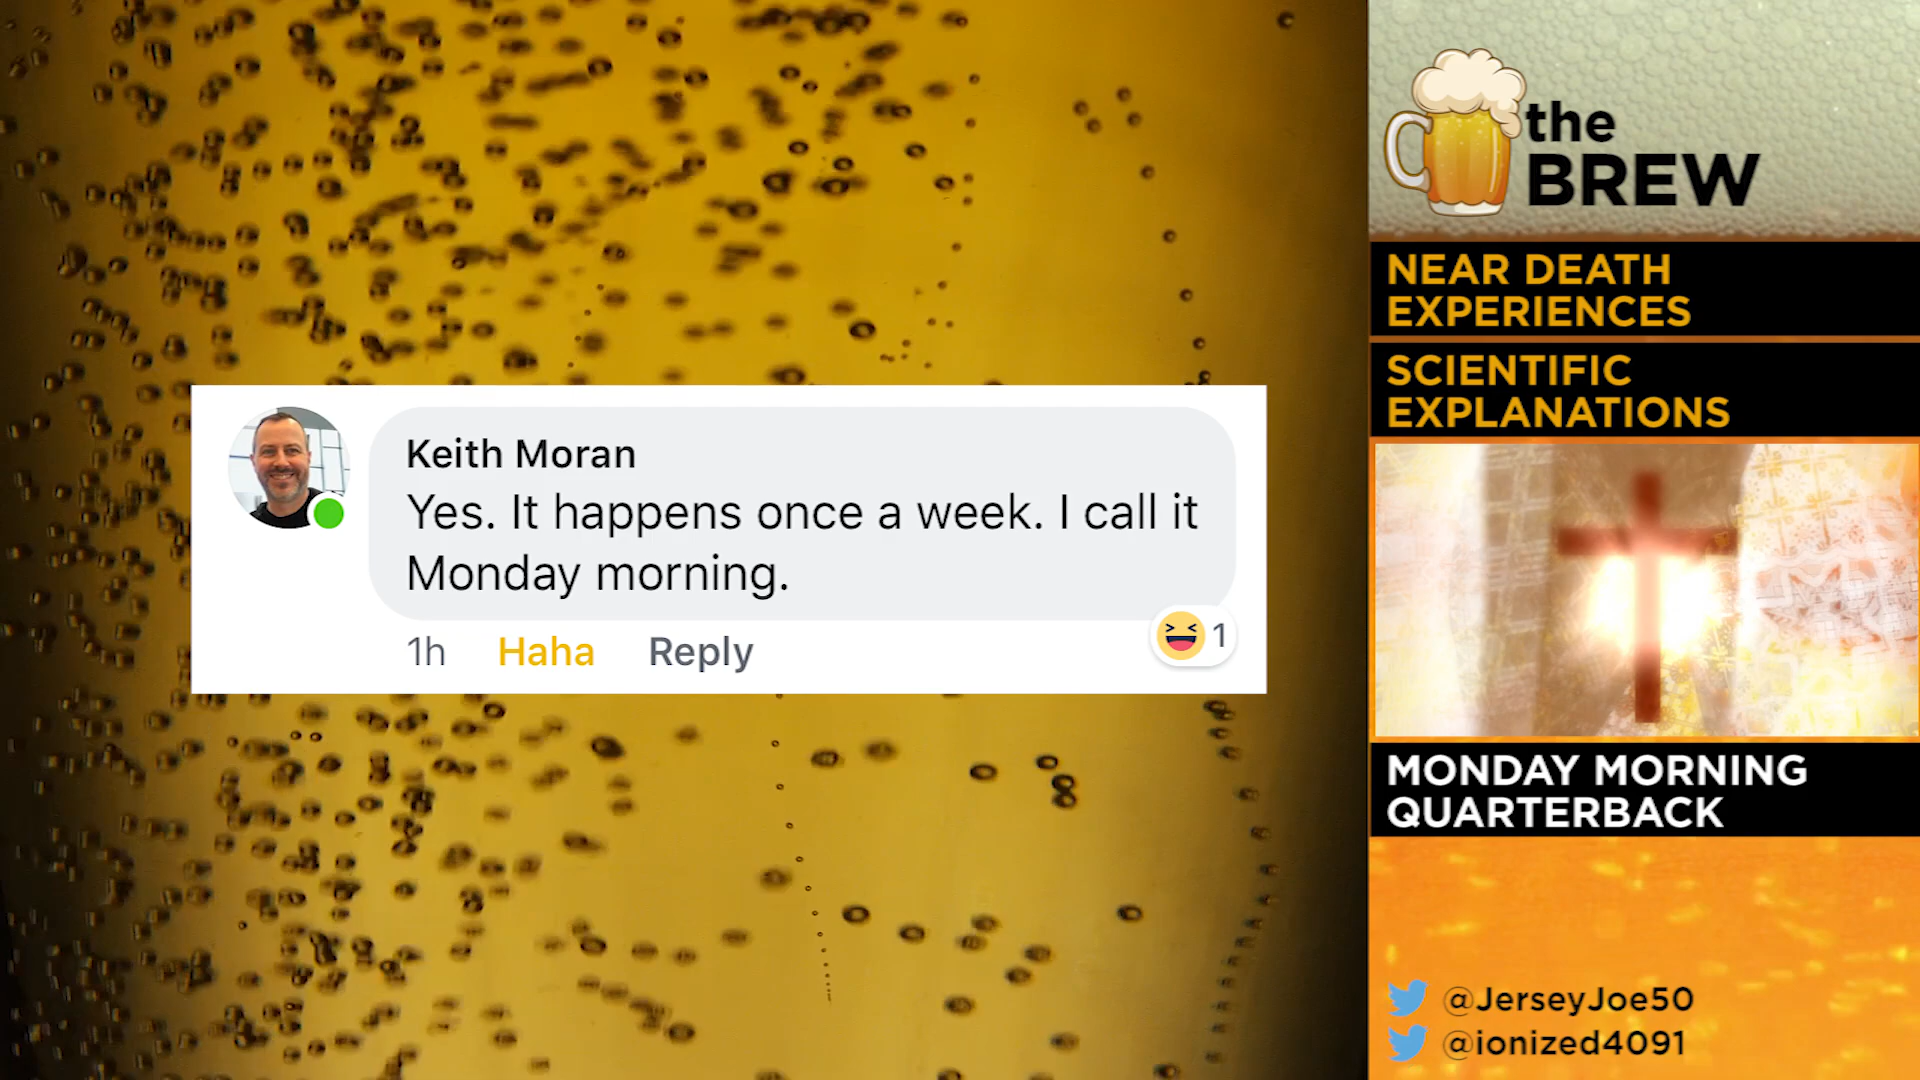 the
BREW
NEAR DEATH
EXPERIENCES
SCIENTIFIC
EXPLANATIONS
Keith Moran
Yes. It happens once a week. I call it
Monday morning.
1h Haha Reply 1
MONDAY MORNING
QUARTERBACK
@JerseyJoe50
@ionized4091